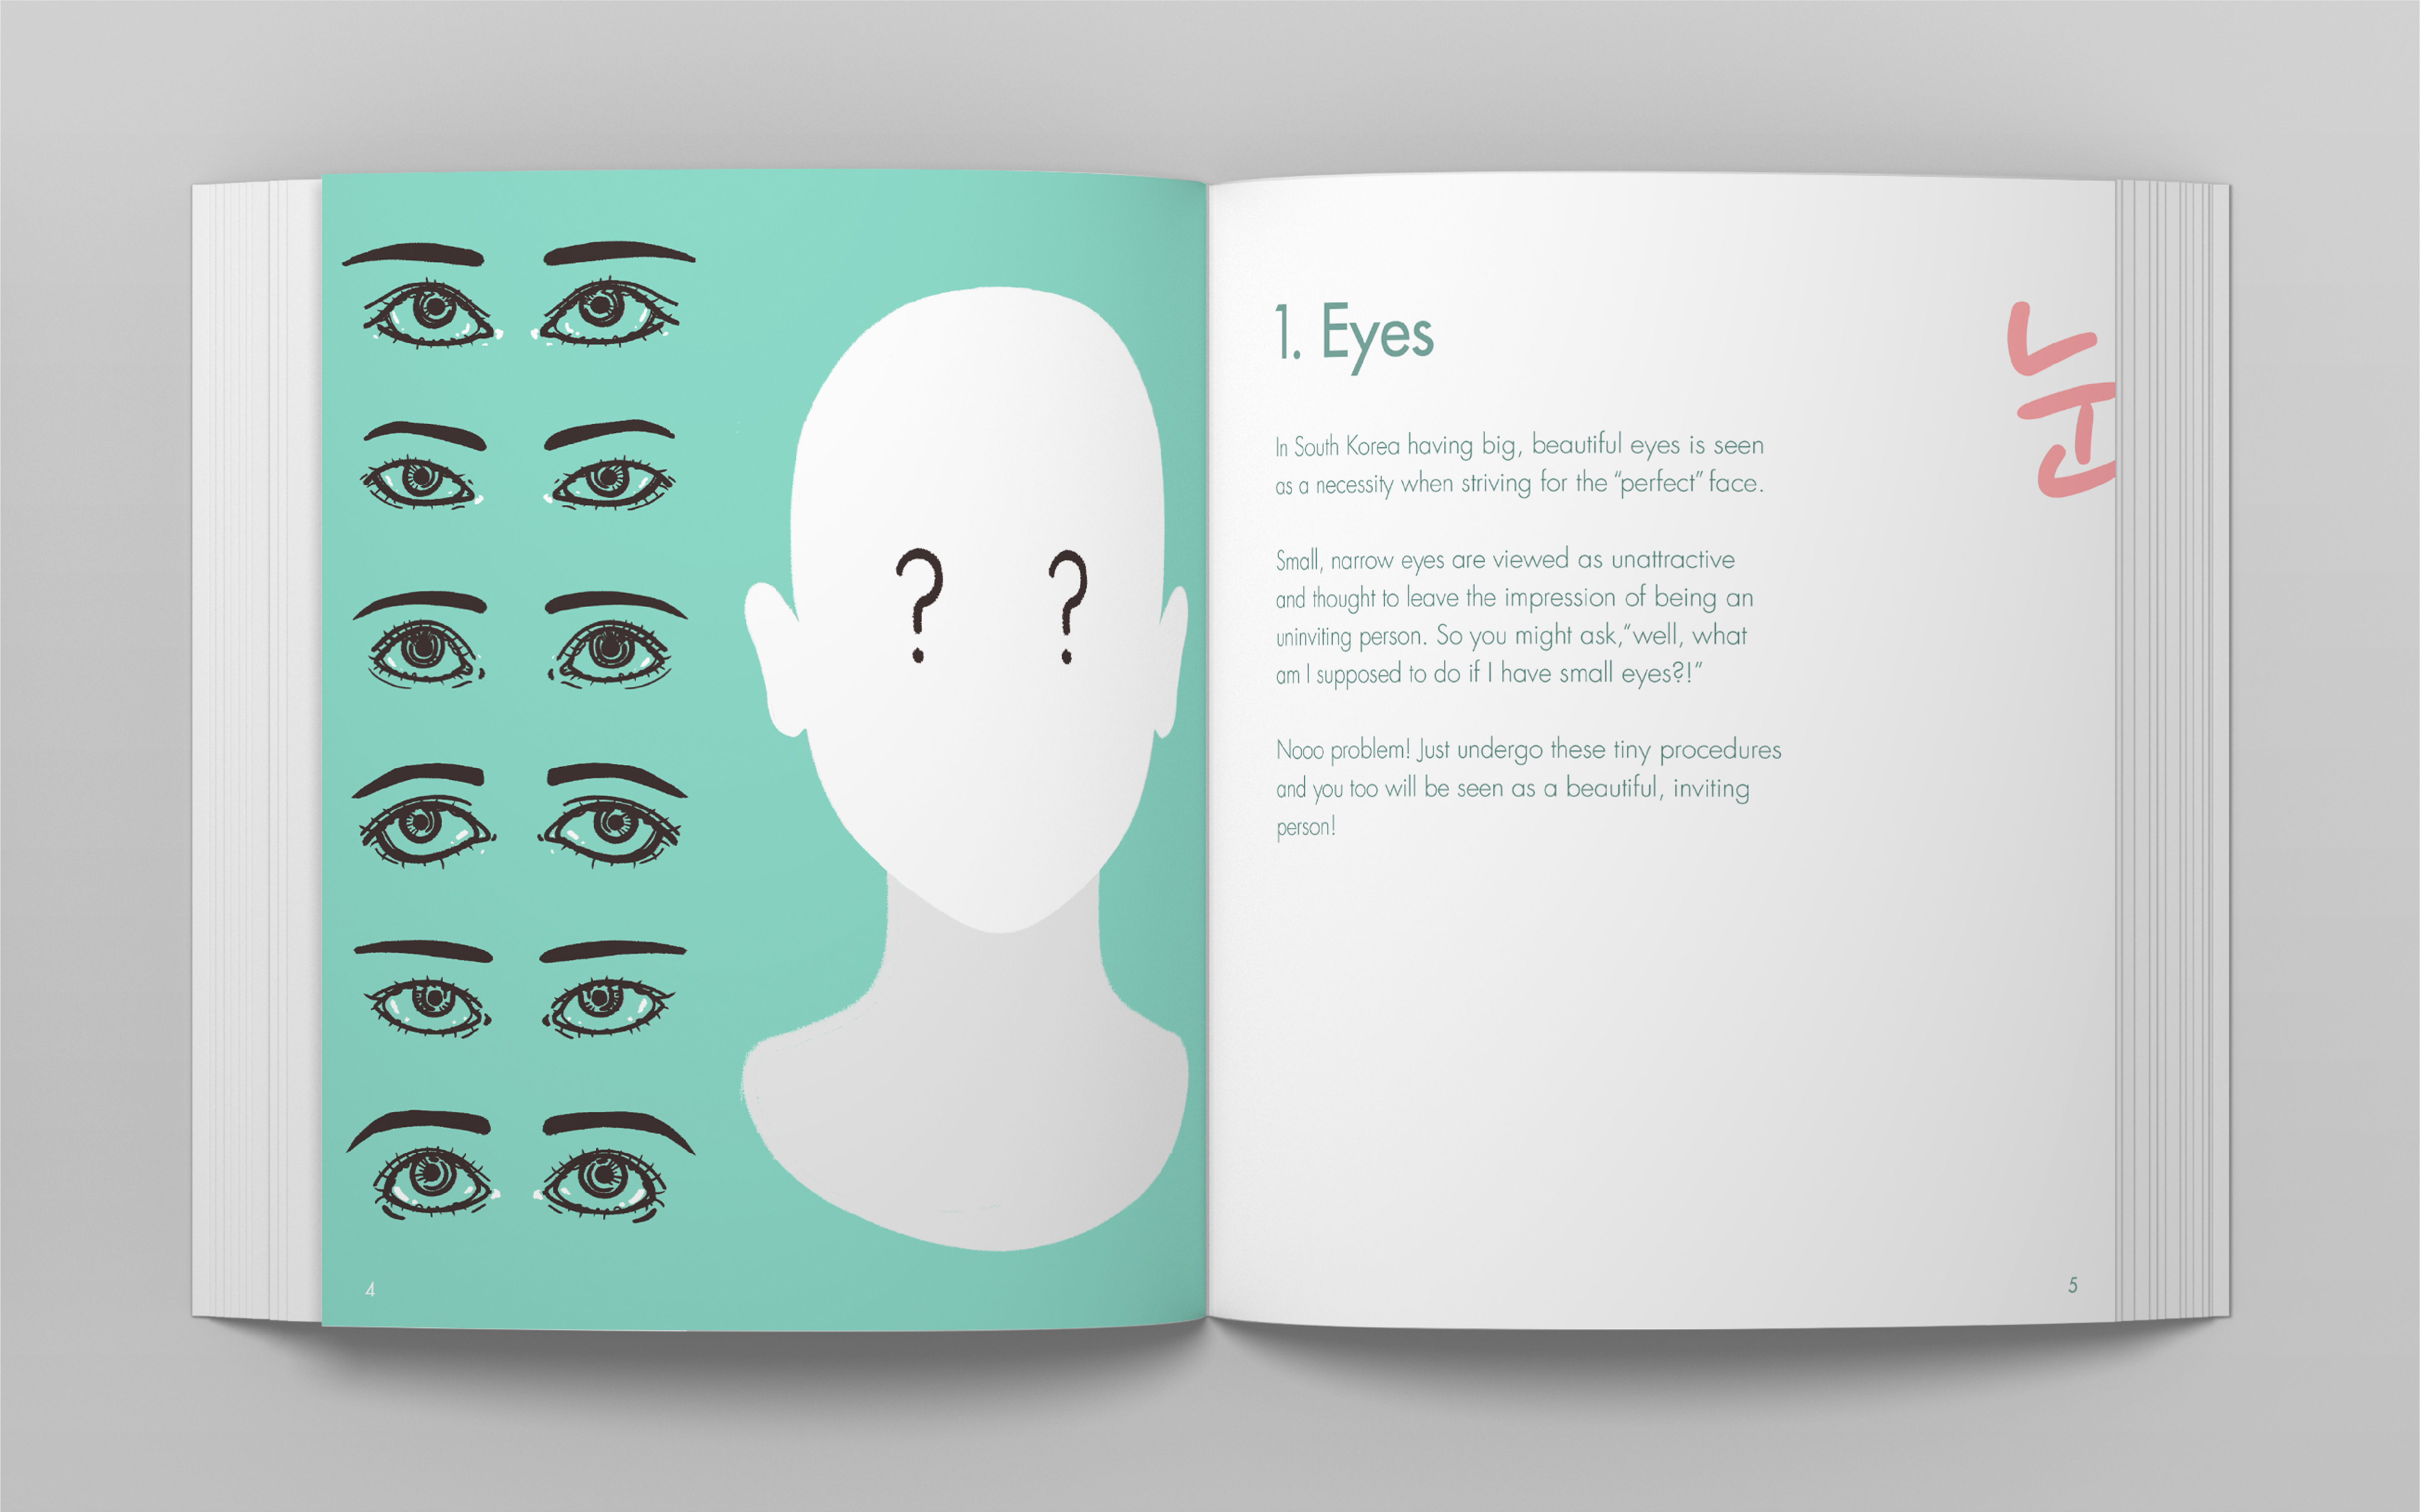 ? ?
4
1. Eyes
눈
In South Korea having big, beautiful eyes is seen
as a necessity when striving for the “perfect” face.
Small, narrow eyes are viewed as unattractive
and thought to leave the impression of being an
uninviting person. So you might ask,“well, what
am I supposed to do if I have small eyes?!”
Nooo problem! Just undergo these tiny procedures
and you too will be seen as a beautiful, inviting
person!
5